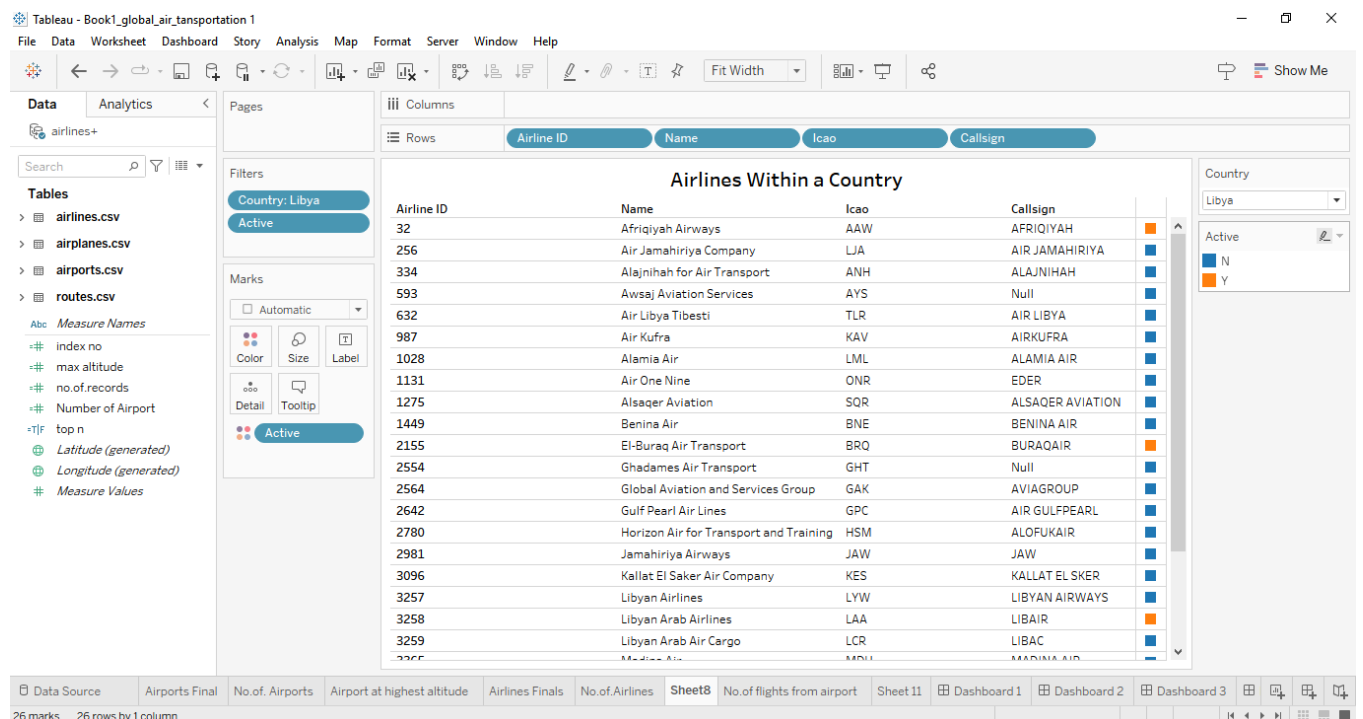 Tableau - Book1_global_air_tansportation 1
File Data Worksheet Dashboard Story Analysis Map Format Server Window Help
Fit Width
Show Me
Data Analytics
airlines+
Search
Tables
airlines.csv
airplanes.csv
airports.csv
routes.csv
Abc Measure Names
=# index no
=# max altitude
=# no.of.records
=# Number of Airport
=T|F top n
Latitude (generated)
Longitude (generated)
# Measure Values
Pages
Filters
Country: Libya
Active
Marks
Automatic
Color Size Label
Detail Tooltip
Active
Columns
Rows Airline ID Name Icao Callsign
Airlines Within a Country
Airline ID Name Icao Callsign
32 Afriqiyah Airways AAW AFRIQIYAH
256 Air Jamahiriya Company LJA AIR JAMAHIRIYA
334 Alajnihah for Air Transport ANH ALAJNIHAH
593 Awsaj Aviation Services AYS Null
632 Air Libya Tibesti TLR AIR LIBYA
987 Air Kufra KAV AIRKUFRA
1028 Alamia Air LML ALAMIA AIR
1131 Air One Nine ONR EDER
1275 Alsaqer Aviation SQR ALSAQER AVIATION
1449 Benina Air BNE BENINA AIR
2155 El-Buraq Air Transport BRQ BURAQAIR
2554 Ghadames Air Transport GHT Null
2564 Global Aviation and Services Group GAK AVIAGROUP
2642 Gulf Pearl Air Lines GPC AIR GULFPEARL
2780 Horizon Air for Transport and Training HSM ALOFUKAIR
2981 Jamahiriya Airways JAW JAW
3096 Kallat El Saker Air Company KES KALLAT EL SKER
3257 Libyan Airlines LYW LIBYAN AIRWAYS
3258 Libyan Arab Airlines LAA LIBAIR
3259 Libyan Arab Air Cargo LCR LIBAC
Country
Libya
Active
N
Y
Data Source Airports Final No.of. Airports Airport at highest altitude Airlines Finals No.of.Airlines Sheet8 No.of flights from airport Sheet 11 Dashboard 1 Dashboard 2 Dashboard 3
26 marks 26 rows by 1 column